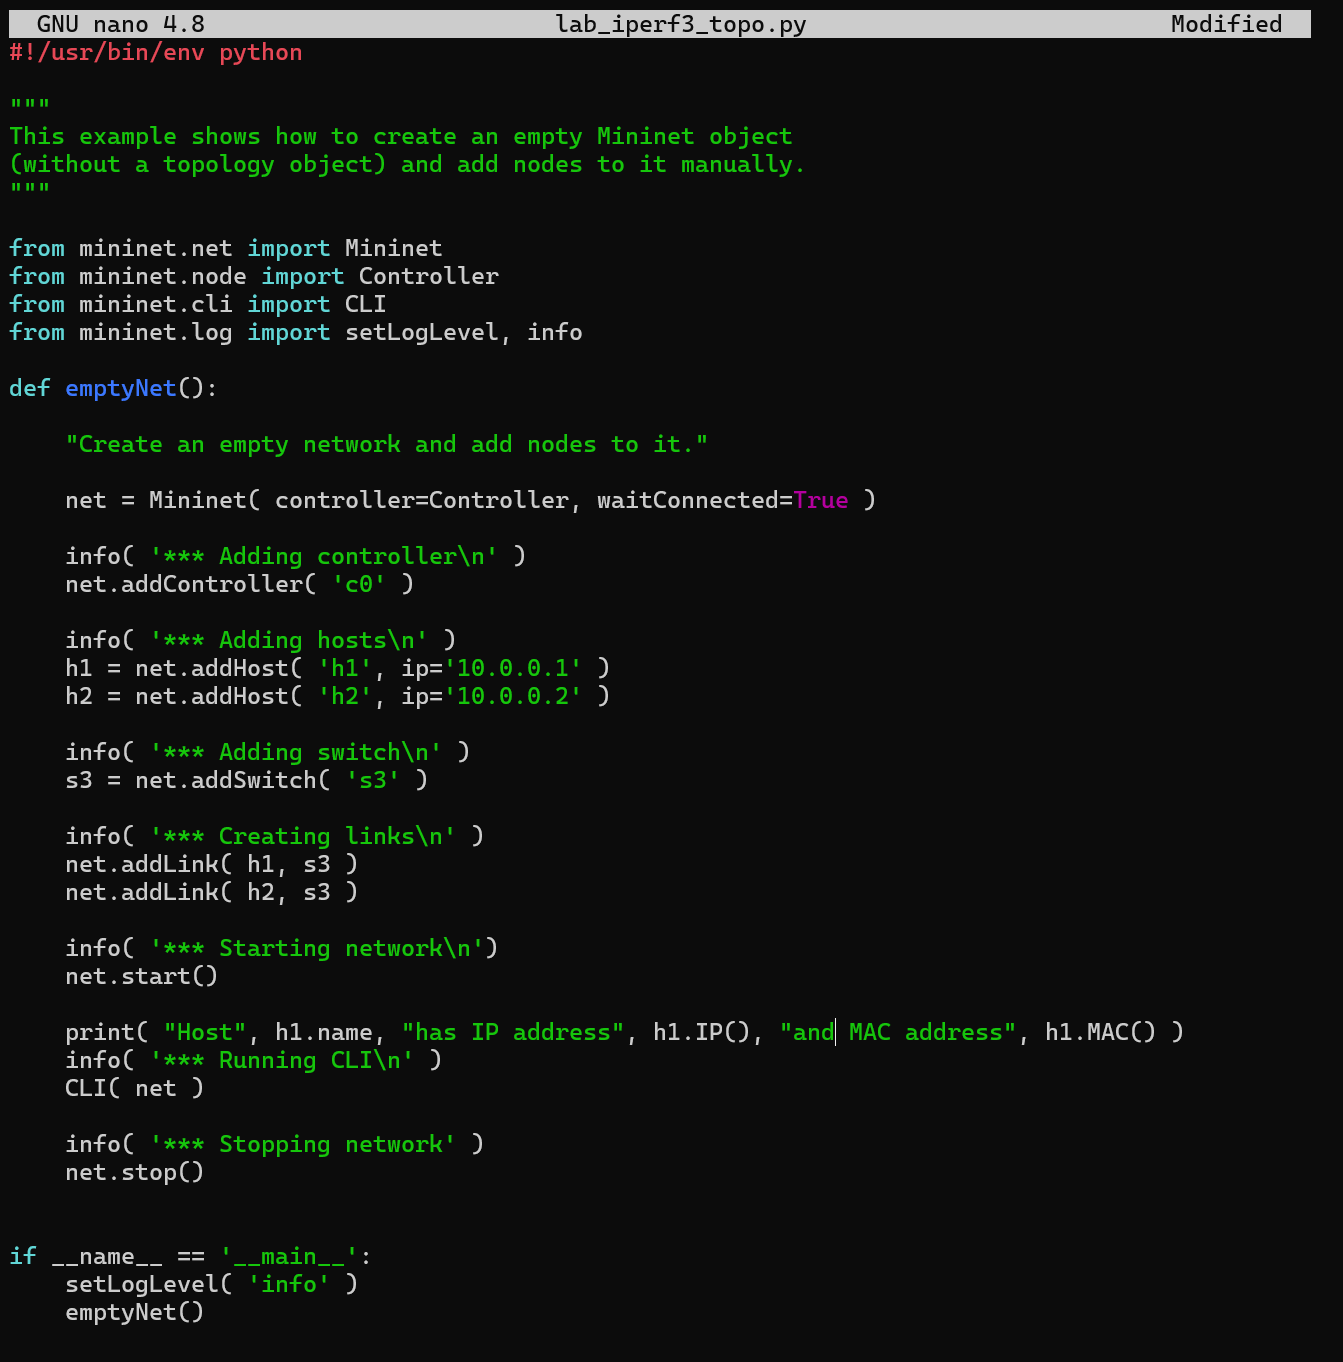 GNU nano 4.8 lab_iperf3_topo.py Modified
#!/usr/bin/env python
"""
This example shows how to create an empty Mininet object
(without a topology object) and add nodes to it manually.
"""
from mininet.net import Mininet
from mininet.node import Controller
from mininet.cli import CLI
from mininet.log import setLogLevel, info
def emptyNet():
    "Create an empty network and add nodes to it."
    net = Mininet( controller=Controller, waitConnected=True )
    info( '*** Adding controller\n' )
    net.addController( 'c0' )
    info( '*** Adding hosts\n' )
    h1 = net.addHost( 'h1', ip='10.0.0.1' )
    h2 = net.addHost( 'h2', ip='10.0.0.2' )
    info( '*** Adding switch\n' )
    s3 = net.addSwitch( 's3' )
    info( '*** Creating links\n' )
    net.addLink( h1, s3 )
    net.addLink( h2, s3 )
    info( '*** Starting network\n')
    net.start()
    print( "Host", h1.name, "has IP address", h1.IP(), "and MAC address", h1.MAC() )
    info( '*** Running CLI\n' )
    CLI( net )
    info( '*** Stopping network' )
    net.stop()
if __name__ == '__main__':
    setLogLevel( 'info' )
    emptyNet()